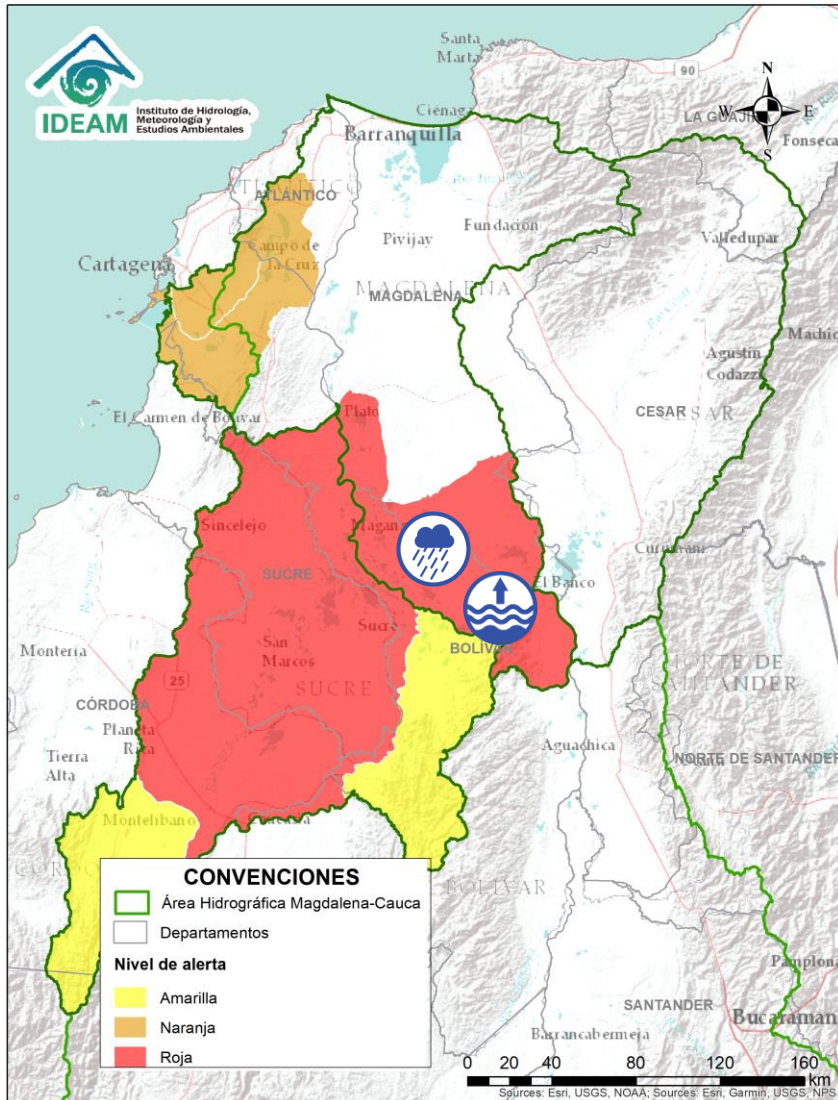 IDEAM
Instituto de Hidrología,
Meteorología y
Estudios Ambientales
Santa
Marta
90
N
W
E
S
LA GUAJIRA
Ciénaga
Barranquilla
Fonseca
ATLÁNTICO
Fundación
Pivijay
Valledupar
Campo de
la Cruz
Cartagena
MAGDALENA
MAGDALENA
Agustín
Codazzi
CESAR
CESAR
El Carmen de Bolívar
Plato
Sincelejo
Curumaní
SUCRE
El Banco
Sucre
San
Marcos
BOLÍVAR
Montería
SUCRE
NORTE DE
SANTANDER
25
CÓRDOBA
Planeta
Rica
Aguachica
Tierra
Alta
NORTE DE SANTANDER
Montelíbano
BOLÍVAR
CONVENCIONES
Área Hidrográfica Magdalena-Cauca
Departamentos
Nivel de alerta
Amarilla
Naranja
Roja
Pamplona
SANTANDER
Bucaraman
Barrancabermeja
0 20 40 80 120 160
km
Sources: Esri, USGS, NOAA; Sources: Esri, Garmin, USGS, NPS